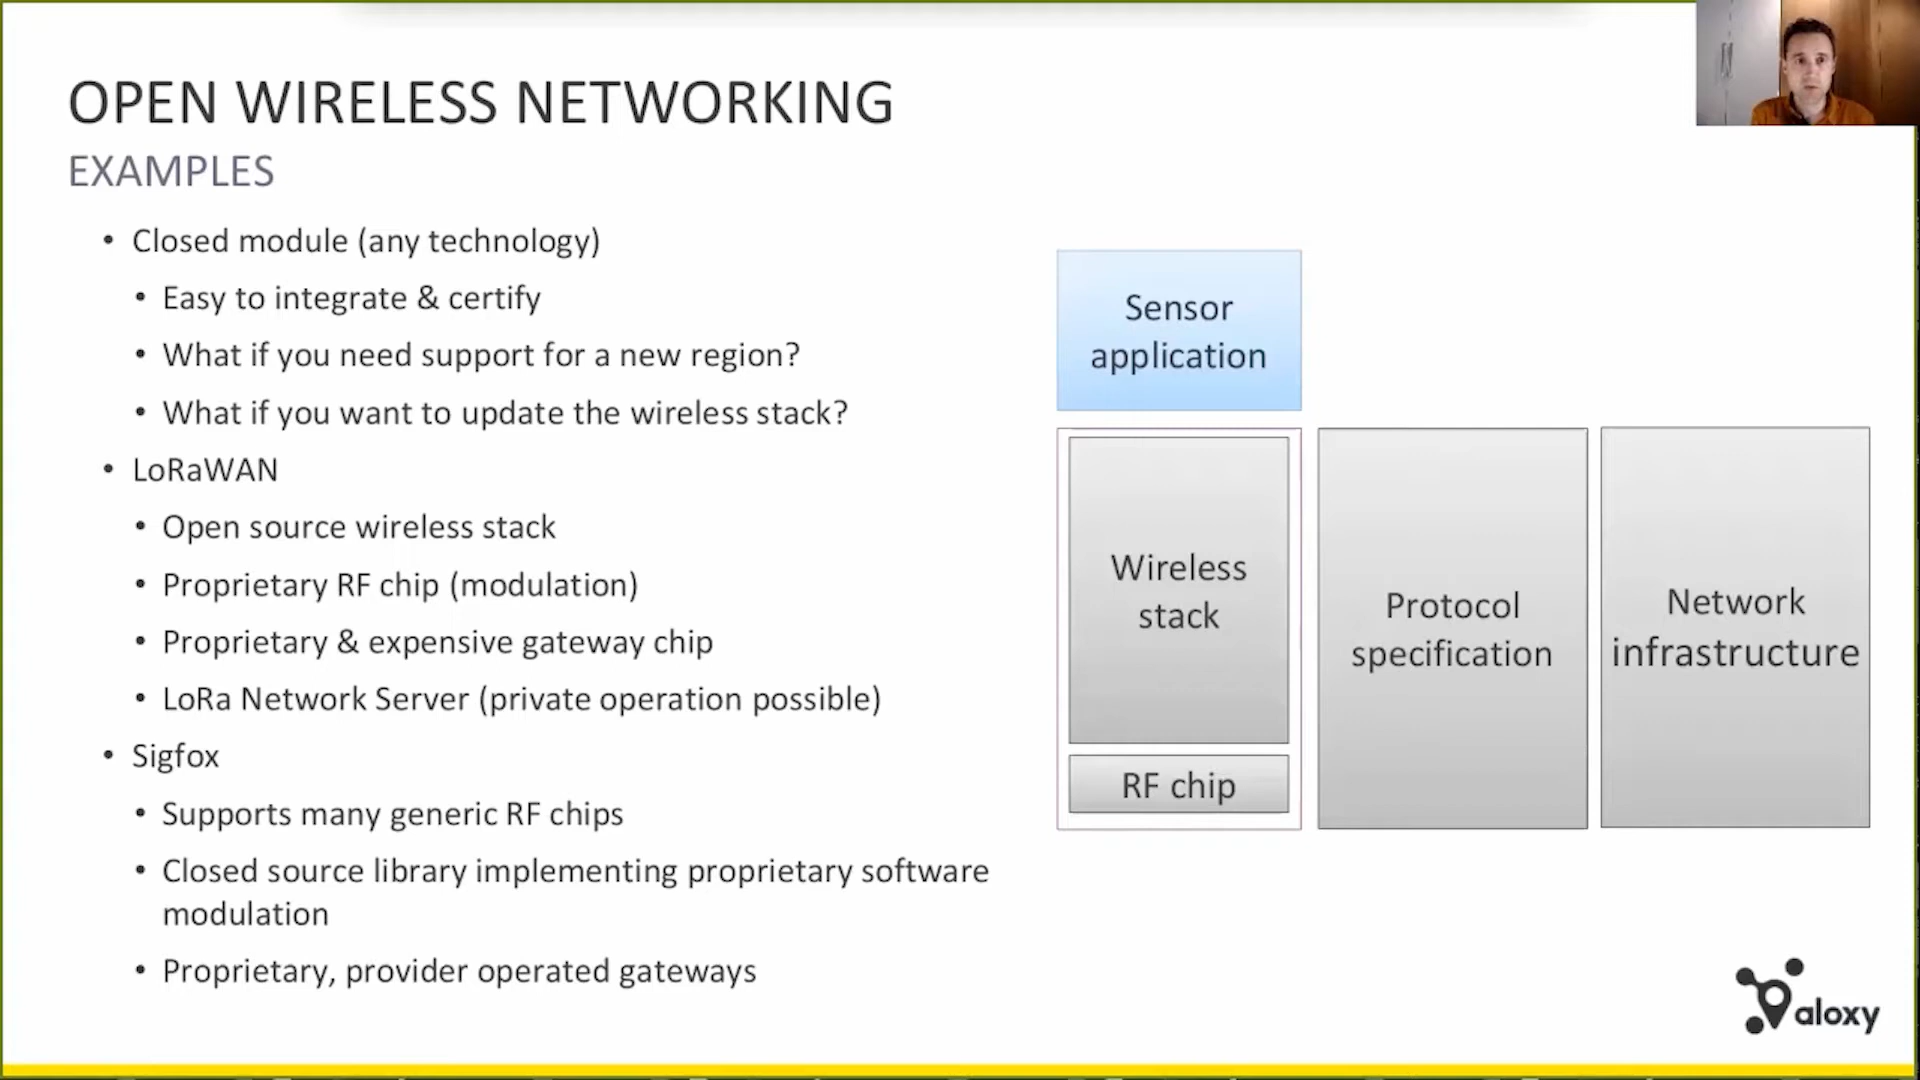 OPEN WIRELESS NETWORKING
EXAMPLES
• Closed module (any technology)
• Easy to integrate & certify
• What if you need support for a new region?
• What if you want to update the wireless stack?
• LoRaWAN
• Open source wireless stack
• Proprietary RF chip (modulation)
• Proprietary & expensive gateway chip
• LoRa Network Server (private operation possible)
• Sigfox
• Supports many generic RF chips
• Closed source library implementing proprietary software
modulation
• Proprietary, provider operated gateways
Sensor
application
Wireless
stack
RF chip
Protocol
specification
Network
infrastructure
aloxy